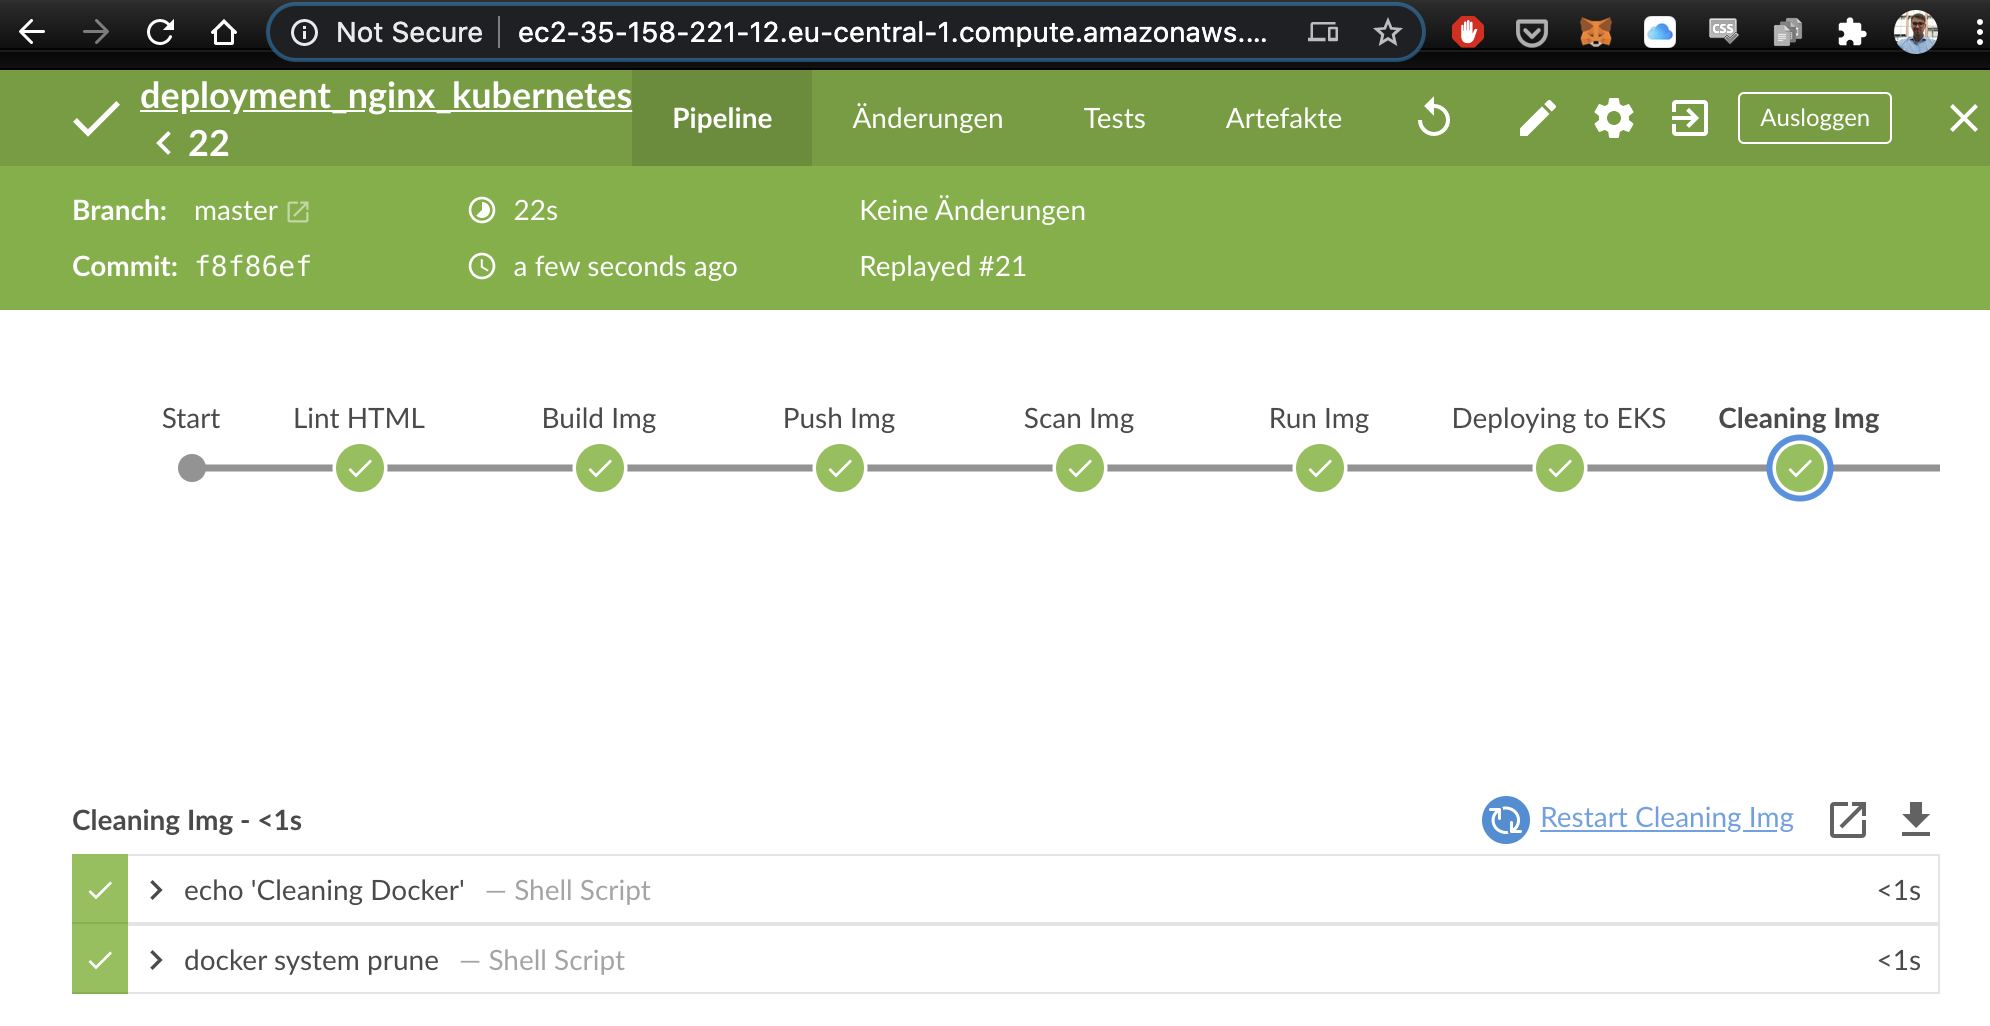 Not Secure ec2-35-158-221-12.eu-central-1.compute.amazonaws....
CSS
deployment_nginx_kubernetes
< 22
Pipeline Änderungen Tests Artefakte Ausloggen
Branch: master 22s Keine Änderungen
Commit: f8f86ef a few seconds ago Replayed #21
Start Lint HTML Build Img Push Img Scan Img Run Img Deploying to EKS Cleaning Img
Cleaning Img - <1s Restart Cleaning Img
echo 'Cleaning Docker' — Shell Script <1s
docker system prune — Shell Script <1s